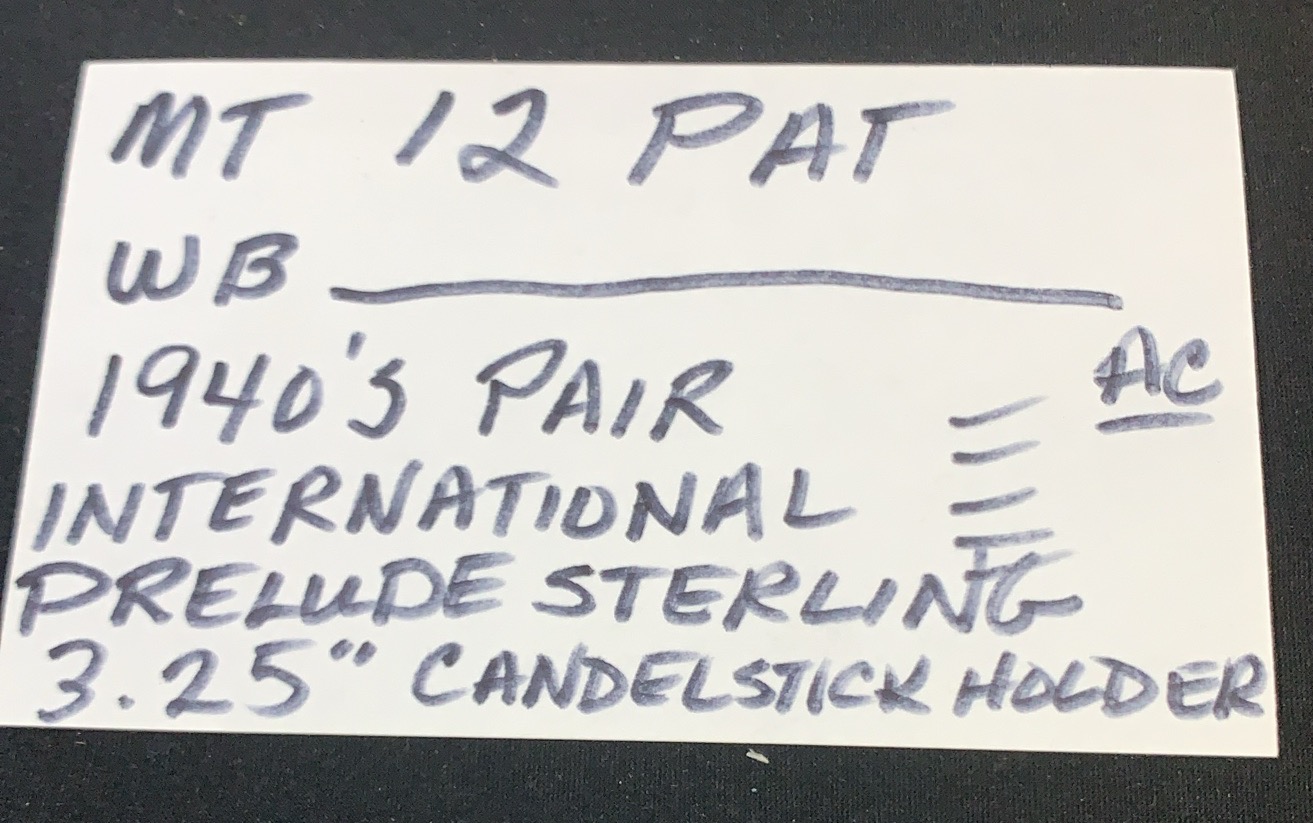 MT 12 PAT
WB
1940's PAIR
AC
INTERNATIONAL
PRELUDE STERLING
3.25" CANDELSTICK HOLDER